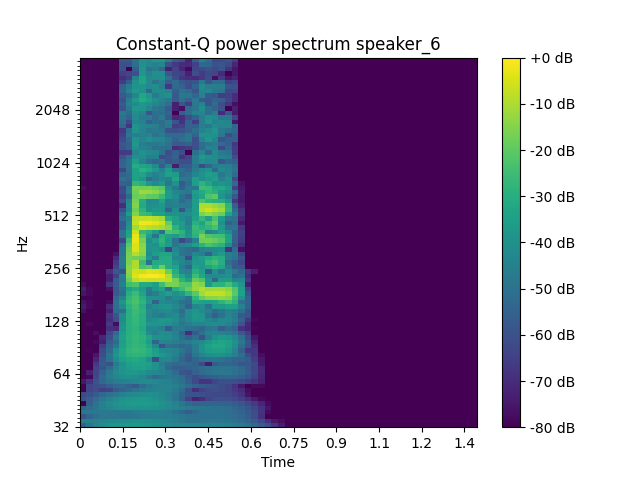 Constant-Q power spectrum speaker_6
+0 dB
2048
-10 dB
1024
-20 dB
512
-30 dB
Hz
-40 dB
256
-50 dB
128
-60 dB
64
-70 dB
32
-80 dB
0 0.15 0.3 0.45 0.6 0.75 0.9 1.1 1.2 1.4
Time